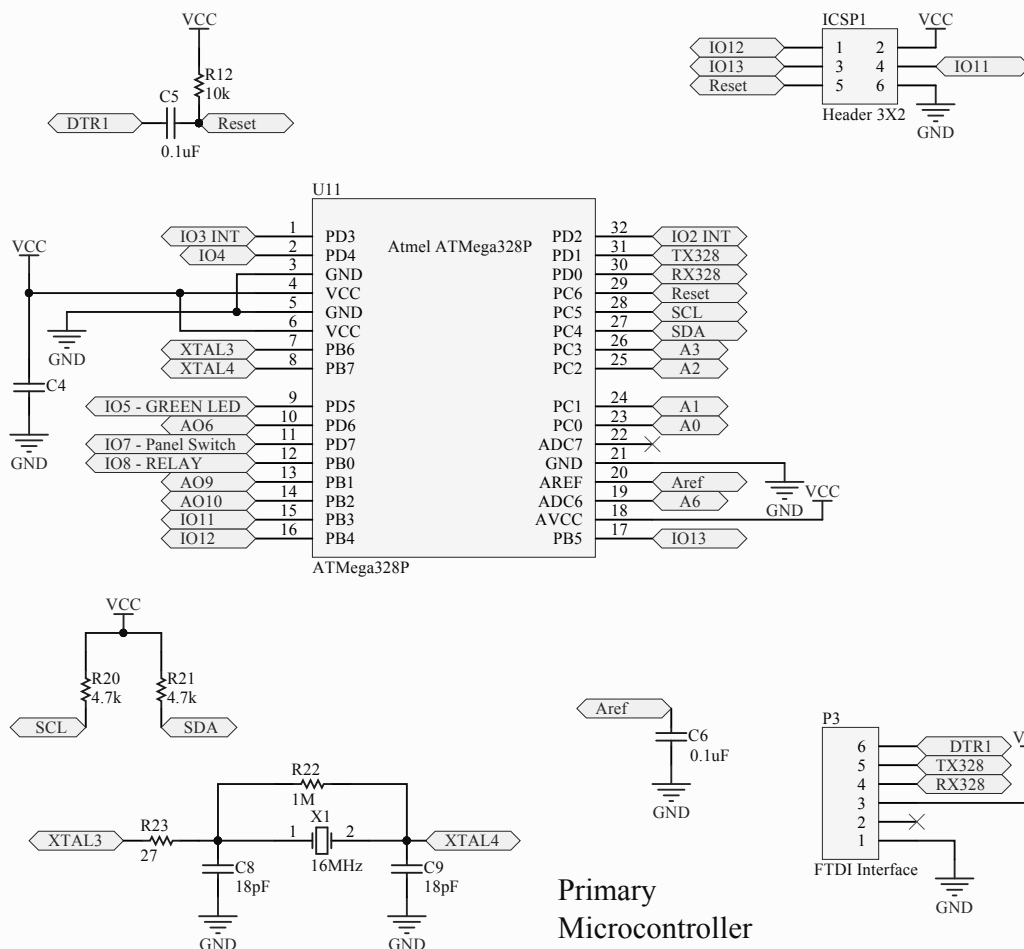 VCC
R12
10k
C5
DTR1
Reset
0.1uF
ICSP1
VCC
IO12 1 2
IO13 3 4 IO11
Reset 5 6
Header 3X2
GND
U11
Atmel ATMega328P
VCC
IO3 INT 1 PD3 PD2 32 IO2 INT
IO4 2 PD4 PD1 31 TX328
3 GND PD0 30 RX328
4 VCC PC6 29 Reset
5 GND PC5 28 SCL
6 VCC PC4 27 SDA
GND
XTAL3 7 PB6 PC3 26 A3
XTAL4 8 PB7 PC2 25 A2
C4
GND
IO5 - GREEN LED 9 PD5 PC1 24 A1
AO6 10 PD6 PC0 23 A0
IO7 - Panel Switch 11 PD7 ADC7 22
IO8 - RELAY 12 PB0 GND 21
AO9 13 PB1 AREF 20 Aref
AO10 14 PB2 ADC6 19 A6
IO11 15 PB3 AVCC 18
IO12 16 PB4 PB5 17 IO13
GND
VCC
ATMega328P
VCC
R20
4.7k
R21
4.7k
SCL
SDA
Aref
C6
0.1uF
GND
P3
6 DTR1
5 TX328
4 RX328
3
2
1
FTDI Interface
GND
R22
1M
XTAL3
R23
27
1 X1 2
16MHz
XTAL4
C8
18pF
C9
18pF
GND
GND
Primary
Microcontroller